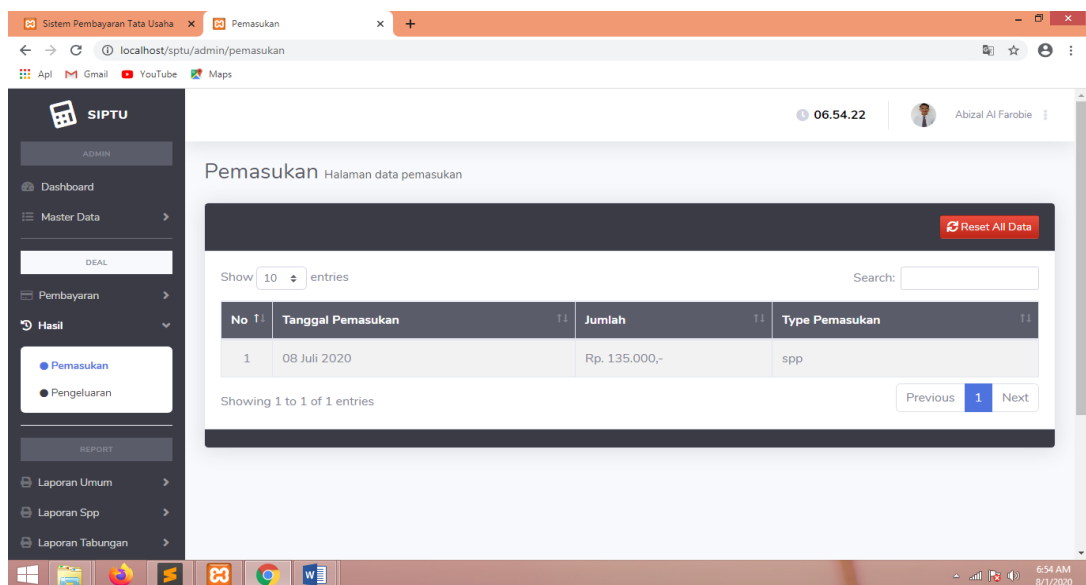 Sistem Pembayaran Tata Usaha
Pemasukan
localhost/sptu/admin/pemasukan
Apl Gmail YouTube Maps
SIPTU
06.54.22
Abizal Al Farobie
ADMIN
Dashboard
Master Data
DEAL
Pembayaran
Hasil
Pemasukan
Pengeluaran
REPORT
Laporan Umum
Laporan Spp
Laporan Tabungan
Pemasukan Halaman data pemasukan
Reset All Data
Show 10 entries
Search:
No Tanggal Pemasukan Jumlah Type Pemasukan
1 08 Juli 2020 Rp. 135.000,- spp
Showing 1 to 1 of 1 entries
Previous 1 Next
6:54 AM
8/1/2020